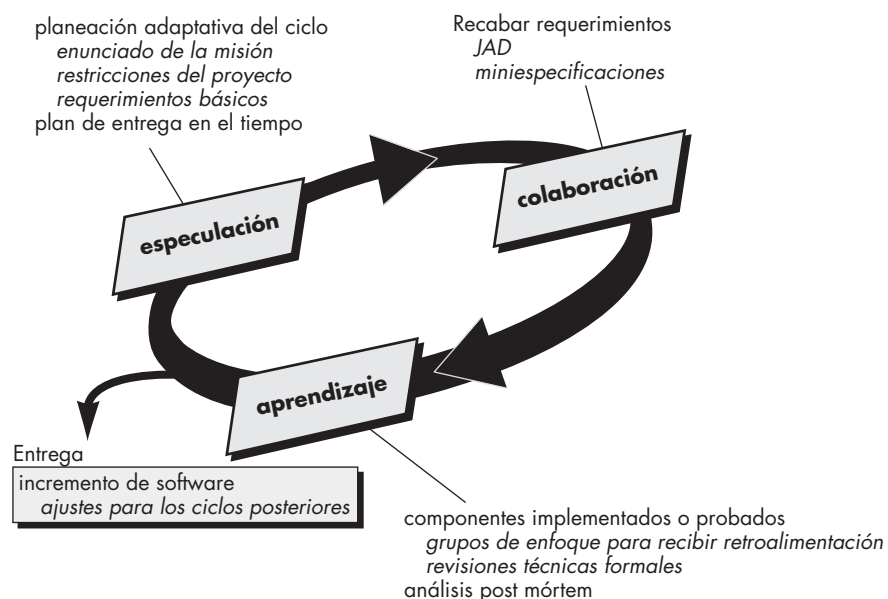 planeación adaptativa del ciclo
enunciado de la misión
restricciones del proyecto
requerimientos básicos
plan de entrega en el tiempo
Recabar requerimientos
JAD
miniespecificaciones
especulación
colaboración
aprendizaje
Entrega
incremento de software
ajustes para los ciclos posteriores
componentes implementados o probados
grupos de enfoque para recibir retroalimentación
revisiones técnicas formales
análisis post mórtem